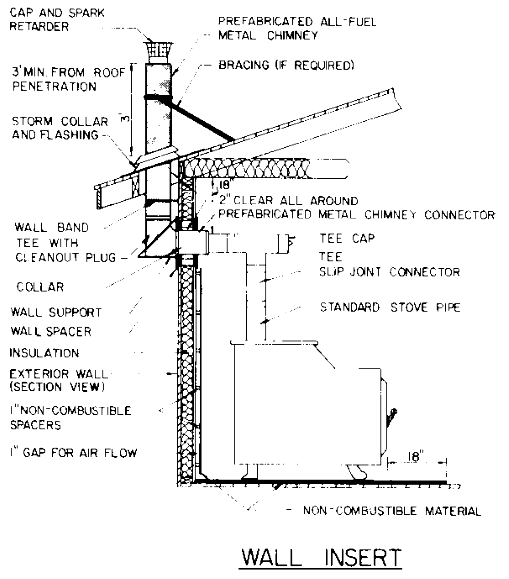 CAP AND SPARK
RETARDER
PREFABRICATED ALL-FUEL
METAL CHIMNEY
BRACING (IF REQUIRED)
3' MIN. FROM ROOF
PENETRATION
3'
STORM COLLAR
AND FLASHING
18"
2" CLEAR ALL AROUND
PREFABRICATED METAL CHIMNEY CONNECTOR
WALL BAND
TEE WITH
CLEANOUT PLUG
TEE CAP
TEE
SLIP JOINT CONNECTOR
COLLAR
WALL SUPPORT
WALL SPACER
STANDARD STOVE PIPE
INSULATION
EXTERIOR WALL
(SECTION VIEW)
1" NON-COMBUSTIBLE
SPACERS
1" GAP FOR AIR FLOW
18"
NON-COMBUSTIBLE MATERIAL
WALL INSERT